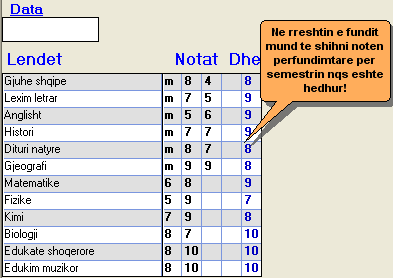 Data
Ne rreshtin e fundit
mund te shihni noten
perfundimtare per
semestrin nqs eshte
hedhur!
Lendet Notat Dhe
Gjuhe shqipe m 8 4 8
Lexim letrar m 7 5 9
Anglisht m 5 6 9
Histori m 7 7 9
Dituri natyre m 8 7 8
Gjeografi m 9 9 8
Matematike 6 8 9
Fizike 5 9 7
Kimi 7 9 8
Biologji 8 7 10
Edukate shoqerore 8 10 10
Edukim muzikor 8 10 10